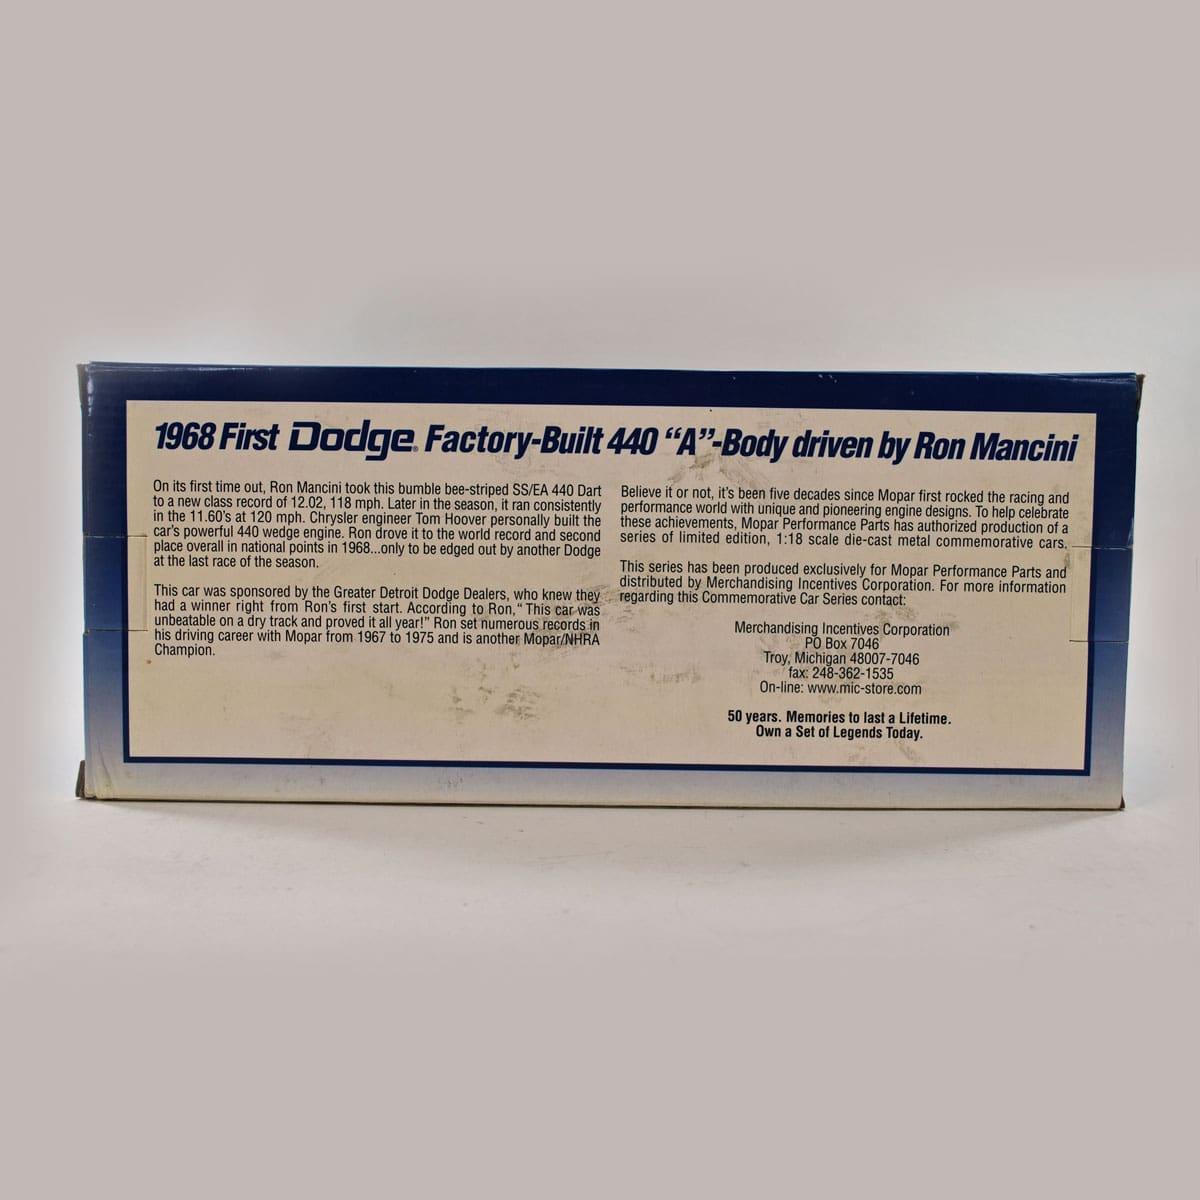 1968 First Dodge® Factory-Built 440 “A”-Body driven by Ron Mancini
On its first time out, Ron Mancini took this bumble bee-striped SS/EA 440 Dart
to a new class record of 12.02, 118 mph. Later in the season, it ran consistently
in the 11.60's at 120 mph. Chrysler engineer Tom Hoover personally built the
car's powerful 440 wedge engine. Ron drove it to the world record and second
place overall in national points in 1968...only to be edged out by another Dodge
at the last race of the season.
This car was sponsored by the Greater Detroit Dodge Dealers, who knew they
had a winner right from Ron's first start. According to Ron, “This car was
unbeatable on a dry track and proved it all year!” Ron set numerous records in
his driving career with Mopar from 1967 to 1975 and is another Mopar/NHRA
Champion.
Believe it or not, it's been five decades since Mopar first rocked the racing and
performance world with unique and pioneering engine designs. To help celebrate
these achievements, Mopar Performance Parts has authorized production of a
series of limited edition, 1:18 scale die-cast metal commemorative cars.
This series has been produced exclusively for Mopar Performance Parts and
distributed by Merchandising Incentives Corporation. For more information
regarding this Commemorative Car Series contact:
Merchandising Incentives Corporation
PO Box 7046
Troy, Michigan 48007-7046
fax: 248-362-1535
On-line: www.mic-store.com
50 years. Memories to last a Lifetime.
Own a Set of Legends Today.